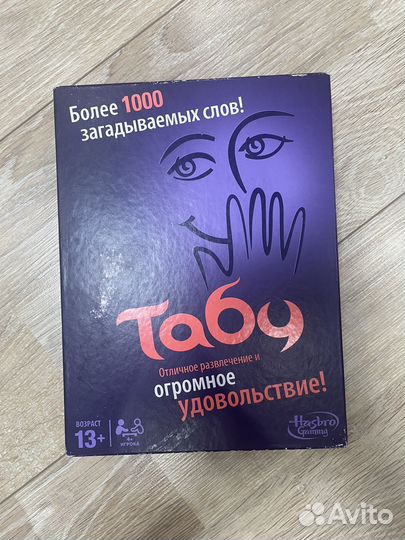 Более 1000
загадываемых слов!
Табу
Отличное развлечение и
огромное
удовольствие!
ВОЗРАСТ
13+
4+
ИГРОКА
Hasbro
Gaming
Avito